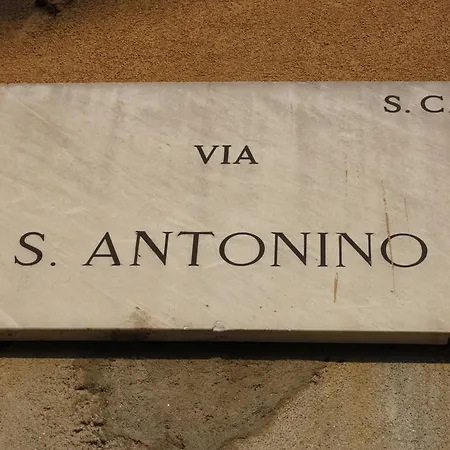 S. C.
VIA
S. ANTONINO